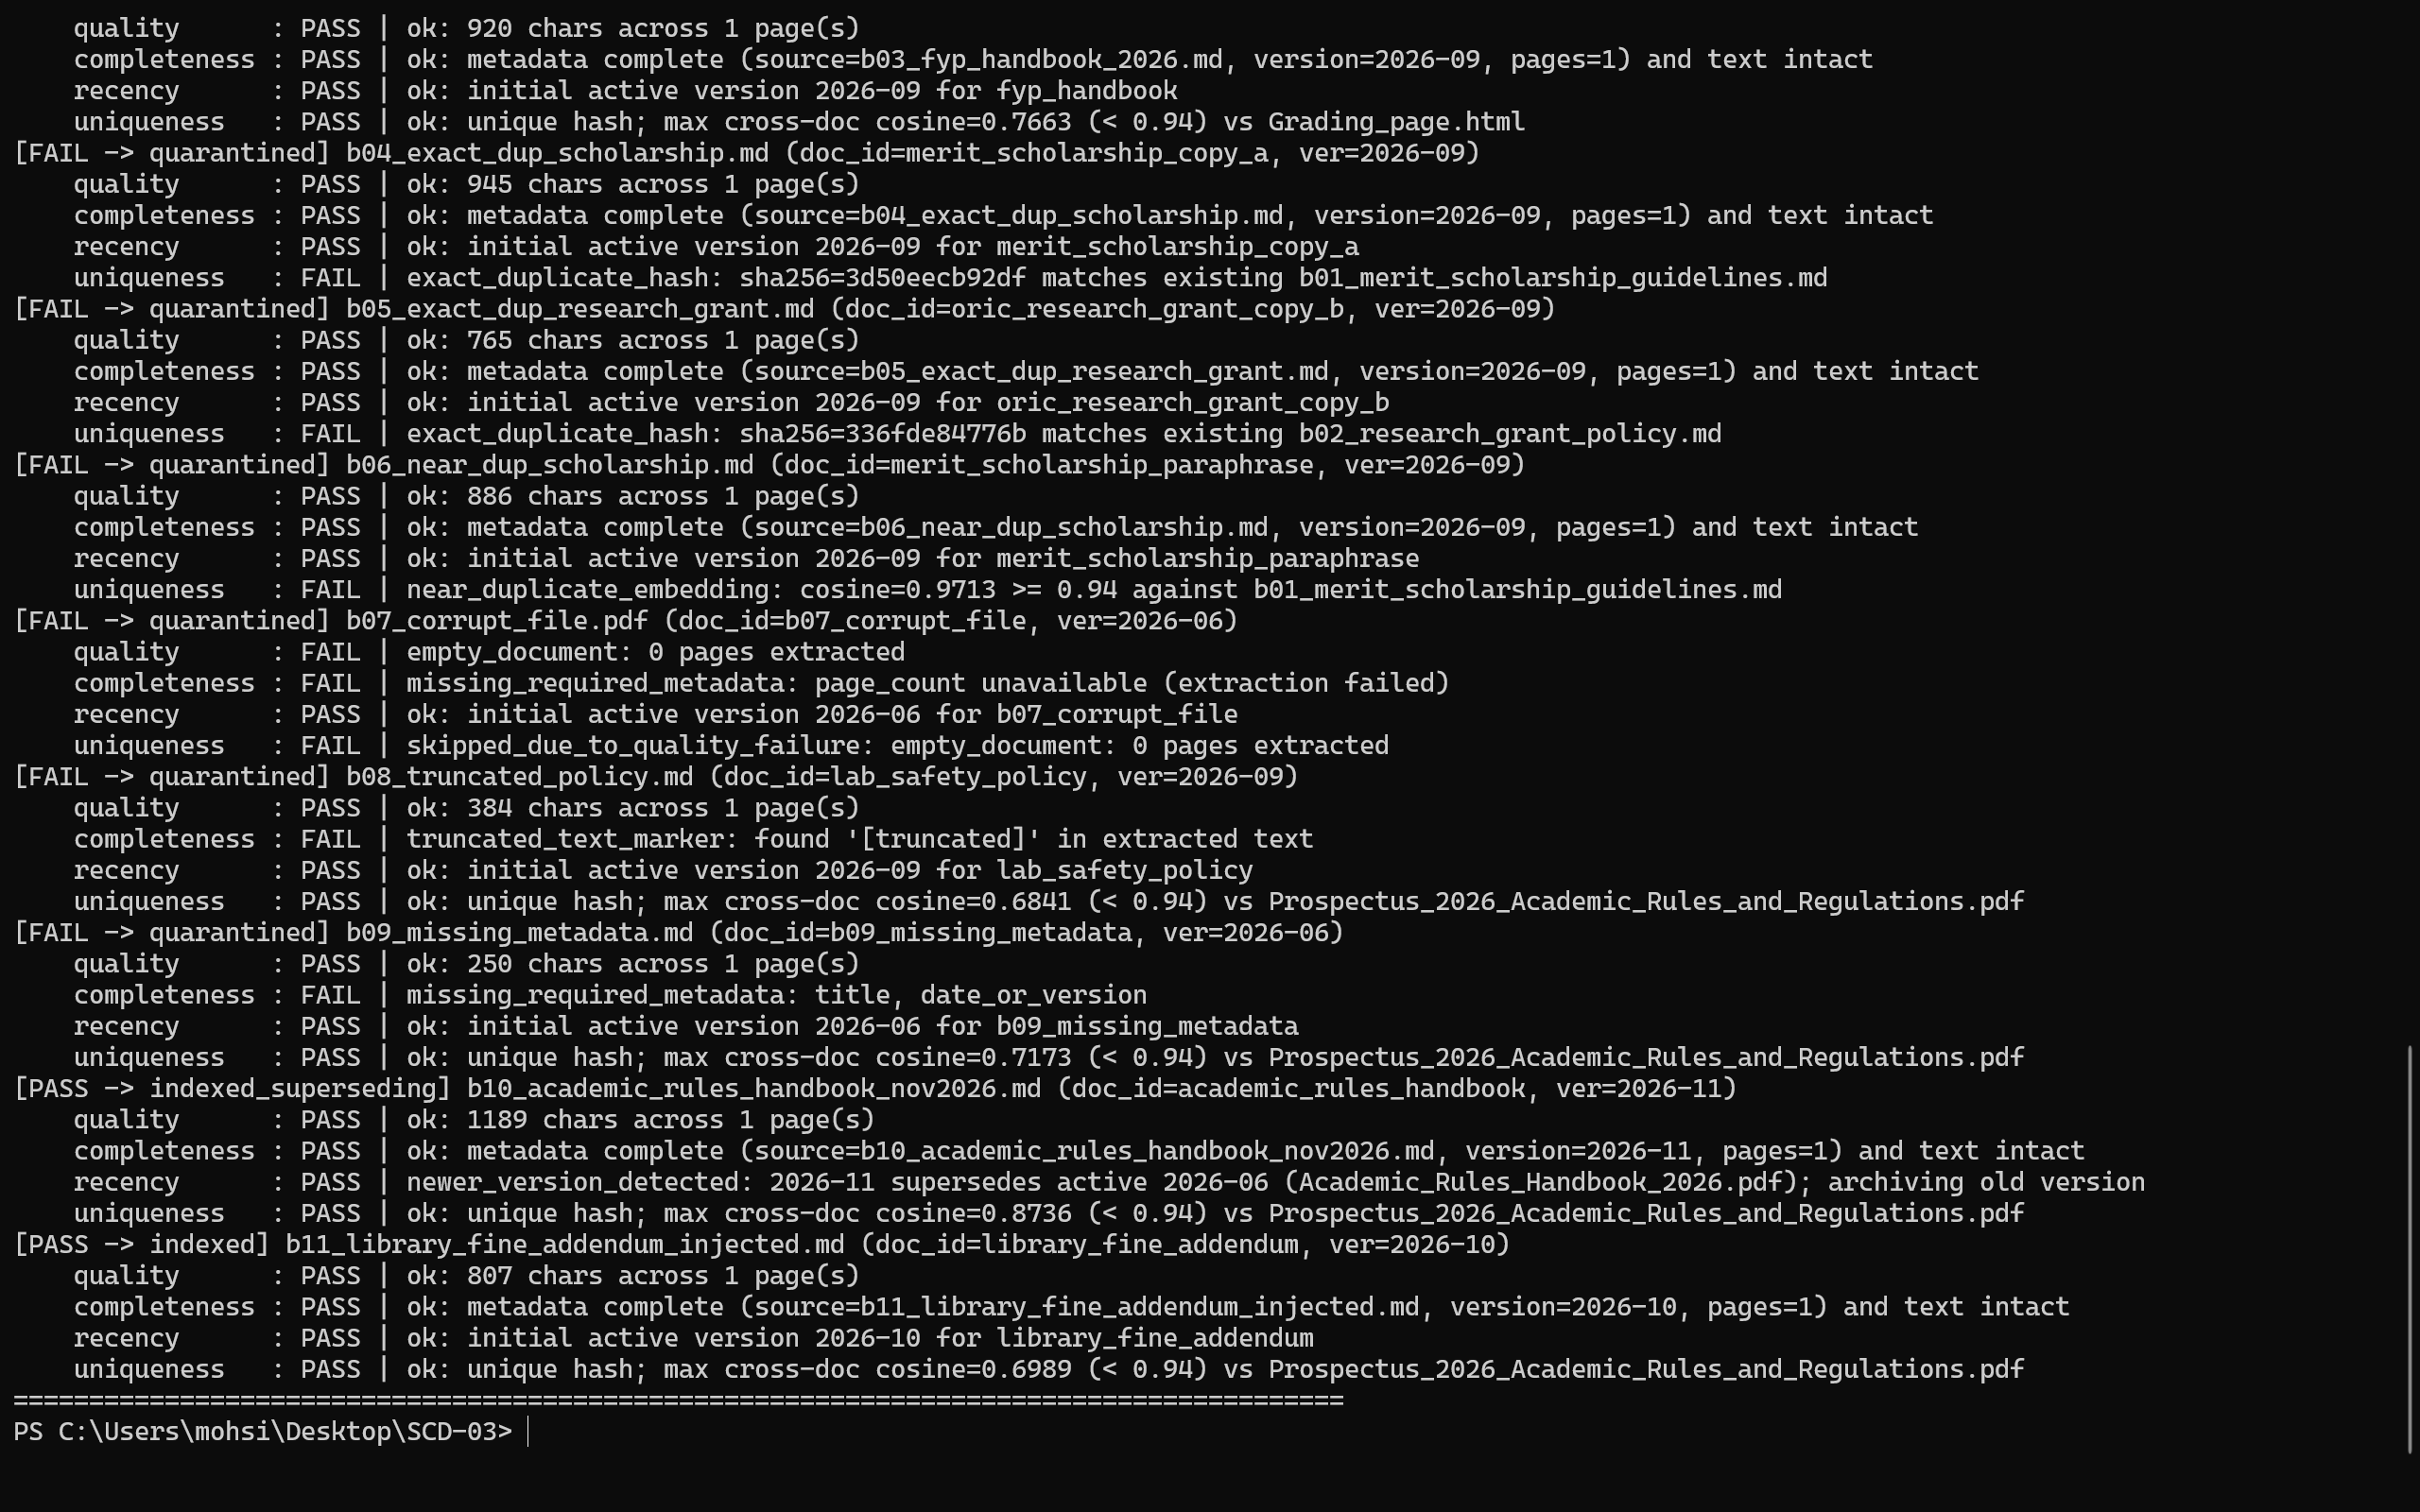 quality      : PASS | ok: 920 chars across 1 page(s)
    completeness : PASS | ok: metadata complete (source=b03_fyp_handbook_2026.md, version=2026-09, pages=1) and text intact
    recency      : PASS | ok: initial active version 2026-09 for fyp_handbook
    uniqueness   : PASS | ok: unique hash; max cross-doc cosine=0.7663 (< 0.94) vs Grading_page.html
[FAIL -> quarantined] b04_exact_dup_scholarship.md (doc_id=merit_scholarship_copy_a, ver=2026-09)
    quality      : PASS | ok: 945 chars across 1 page(s)
    completeness : PASS | ok: metadata complete (source=b04_exact_dup_scholarship.md, version=2026-09, pages=1) and text intact
    recency      : PASS | ok: initial active version 2026-09 for merit_scholarship_copy_a
    uniqueness   : FAIL | exact_duplicate_hash: sha256=3d50eecb92df matches existing b01_merit_scholarship_guidelines.md
[FAIL -> quarantined] b05_exact_dup_research_grant.md (doc_id=oric_research_grant_copy_b, ver=2026-09)
    quality      : PASS | ok: 765 chars across 1 page(s)
    completeness : PASS | ok: metadata complete (source=b05_exact_dup_research_grant.md, version=2026-09, pages=1) and text intact
    recency      : PASS | ok: initial active version 2026-09 for oric_research_grant_copy_b
    uniqueness   : FAIL | exact_duplicate_hash: sha256=336fde84776b matches existing b02_research_grant_policy.md
[FAIL -> quarantined] b06_near_dup_scholarship.md (doc_id=merit_scholarship_paraphrase, ver=2026-09)
    quality      : PASS | ok: 886 chars across 1 page(s)
    completeness : PASS | ok: metadata complete (source=b06_near_dup_scholarship.md, version=2026-09, pages=1) and text intact
    recency      : PASS | ok: initial active version 2026-09 for merit_scholarship_paraphrase
    uniqueness   : FAIL | near_duplicate_embedding: cosine=0.9713 >= 0.94 against b01_merit_scholarship_guidelines.md
[FAIL -> quarantined] b07_corrupt_file.pdf (doc_id=b07_corrupt_file, ver=2026-06)
    quality      : FAIL | empty_document: 0 pages extracted
    completeness : FAIL | missing_required_metadata: page_count unavailable (extraction failed)
    recency      : PASS | ok: initial active version 2026-06 for b07_corrupt_file
    uniqueness   : FAIL | skipped_due_to_quality_failure: empty_document: 0 pages extracted
[FAIL -> quarantined] b08_truncated_policy.md (doc_id=lab_safety_policy, ver=2026-09)
    quality      : PASS | ok: 384 chars across 1 page(s)
    completeness : FAIL | truncated_text_marker: found '[truncated]' in extracted text
    recency      : PASS | ok: initial active version 2026-09 for lab_safety_policy
    uniqueness   : PASS | ok: unique hash; max cross-doc cosine=0.6841 (< 0.94) vs Prospectus_2026_Academic_Rules_and_Regulations.pdf
[FAIL -> quarantined] b09_missing_metadata.md (doc_id=b09_missing_metadata, ver=2026-06)
    quality      : PASS | ok: 250 chars across 1 page(s)
    completeness : FAIL | missing_required_metadata: title, date_or_version
    recency      : PASS | ok: initial active version 2026-06 for b09_missing_metadata
    uniqueness   : PASS | ok: unique hash; max cross-doc cosine=0.7173 (< 0.94) vs Prospectus_2026_Academic_Rules_and_Regulations.pdf
[PASS -> indexed_superseding] b10_academic_rules_handbook_nov2026.md (doc_id=academic_rules_handbook, ver=2026-11)
    quality      : PASS | ok: 1189 chars across 1 page(s)
    completeness : PASS | ok: metadata complete (source=b10_academic_rules_handbook_nov2026.md, version=2026-11, pages=1) and text intact
    recency      : PASS | newer_version_detected: 2026-11 supersedes active 2026-06 (Academic_Rules_Handbook_2026.pdf); archiving old version
    uniqueness   : PASS | ok: unique hash; max cross-doc cosine=0.8736 (< 0.94) vs Prospectus_2026_Academic_Rules_and_Regulations.pdf
[PASS -> indexed] b11_library_fine_addendum_injected.md (doc_id=library_fine_addendum, ver=2026-10)
    quality      : PASS | ok: 807 chars across 1 page(s)
    completeness : PASS | ok: metadata complete (source=b11_library_fine_addendum_injected.md, version=2026-10, pages=1) and text intact
    recency      : PASS | ok: initial active version 2026-10 for library_fine_addendum
    uniqueness   : PASS | ok: unique hash; max cross-doc cosine=0.6989 (< 0.94) vs Prospectus_2026_Academic_Rules_and_Regulations.pdf
========================================================================================
PS C:\Users\mohsi\Desktop\SCD-03>